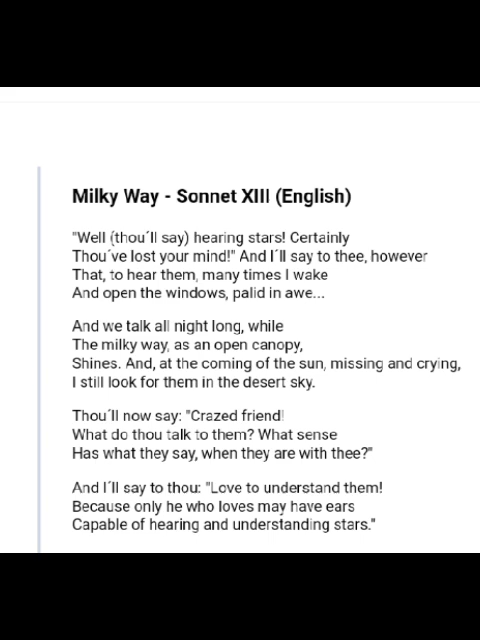 Milky Way - Sonnet XIII (English)
"Well (thou´ll say) hearing stars! Certainly
Thou´ve lost your mind!" And I´ll say to thee, however
That, to hear them, many times I wake
And open the windows, palid in awe...
And we talk all night long, while
The milky way, as an open canopy,
Shines. And, at the coming of the sun, missing and crying,
I still look for them in the desert sky.
Thou´ll now say: "Crazed friend!
What do thou talk to them? What sense
Has what they say, when they are with thee?"
And I´ll say to thou: "Love to understand them!
Because only he who loves may have ears
Capable of hearing and understanding stars."